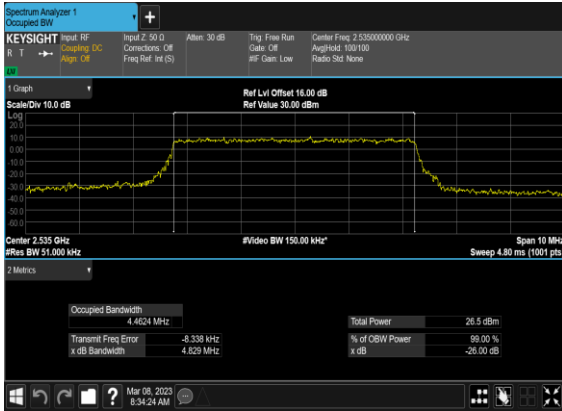 Spectrum Analyzer 1
Occupied BW
KEYSIGHT Input: RF Input Z: 50 Ω Atten: 30 dB Trig: Free Run Center Freq: 2.535000000 GHz
R T Coupling: DC Corrections: Off Gate: Off Avg|Hold: 100/100
Align: Off Freq Ref: Int (S) #IF Gain: Low Radio Std: None
1 Graph Ref Lvl Offset 16.00 dB
Scale/Div 10.0 dB Ref Value 30.00 dBm
Log
20.0
10.0
0.00
-10.0
-20.0
-30.0
-40.0
-50.0
-60.0
Center 2.535 GHz #Video BW 150.00 kHz* Span 10 MHz
#Res BW 51.000 kHz Sweep 4.80 ms (1001 pts)
2 Metrics
Occupied Bandwidth
4.4624 MHz Total Power 26.5 dBm
Transmit Freq Error -8.338 kHz % of OBW Power 99.00 %
x dB Bandwidth 4.829 MHz x dB -26.00 dB
? Mar 08, 2023
8:34:24 AM